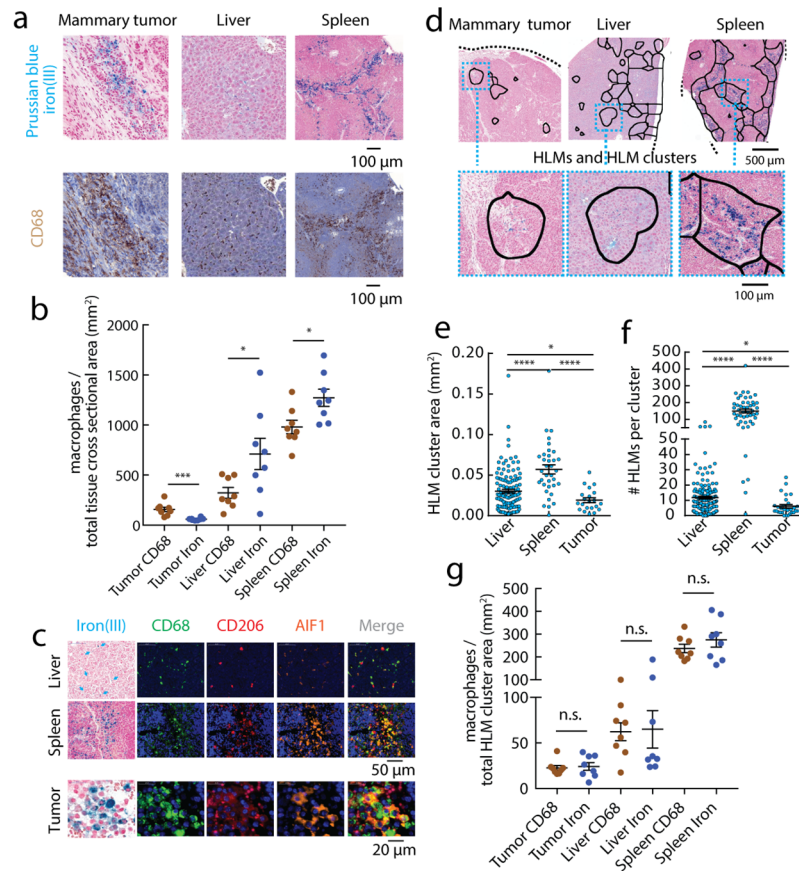 a
Mammary tumor
Liver
Spleen
Prussian blue
iron(III)
100 µm
CD68
100 µm
b
macrophages /
total tissue cross sectional area (mm²)
2000
1500
1000
500
0
*
*
***
Tumor CD68
Tumor Iron
Liver CD68
Liver Iron
Spleen CD68
Spleen Iron
c
Iron(III)
CD68
CD206
AIF1
Merge
Liver
Spleen
50 µm
Tumor
20 µm
d
Mammary tumor
Liver
Spleen
500 µm
HLMs and HLM clusters
100 µm
e
HLM cluster area (mm²)
0.20
0.15
0.10
0.05
0.00
*
**** ****
Liver
Spleen
Tumor
f
# HLMs per cluster
500
400
300
200
150
100
50
40
30
20
10
0
*
**** ****
Liver
Spleen
Tumor
g
macrophages /
total HLM cluster area (mm²)
500
400
300
200
100
100
50
0
n.s.
n.s.
n.s.
Tumor CD68
Tumor Iron
Liver CD68
Liver Iron
Spleen CD68
Spleen Iron